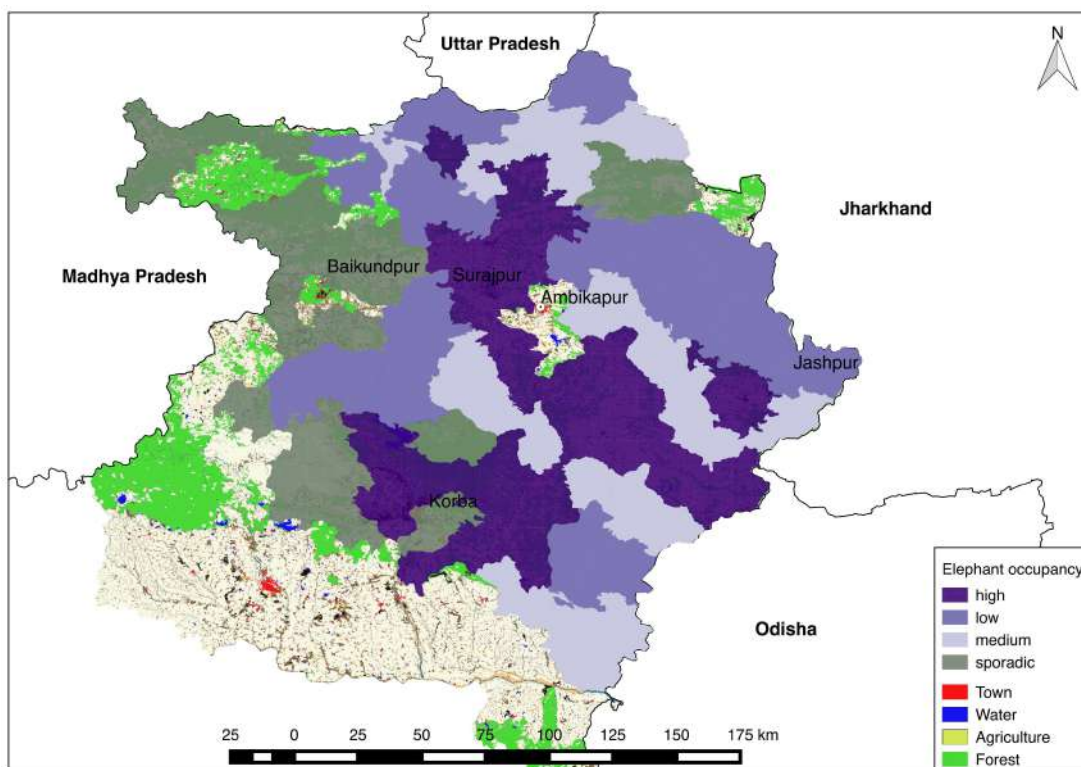 Uttar Pradesh
N
Jharkhand
Madhya Pradesh
Baikundpur
Surajpur
Ambikapur
Jashpur
Korba
Odisha
Elephant occupancy
high
low
medium
sporadic
Town
Water
Agriculture
Forest
25 0 25 50 75 100 125 150 175 km